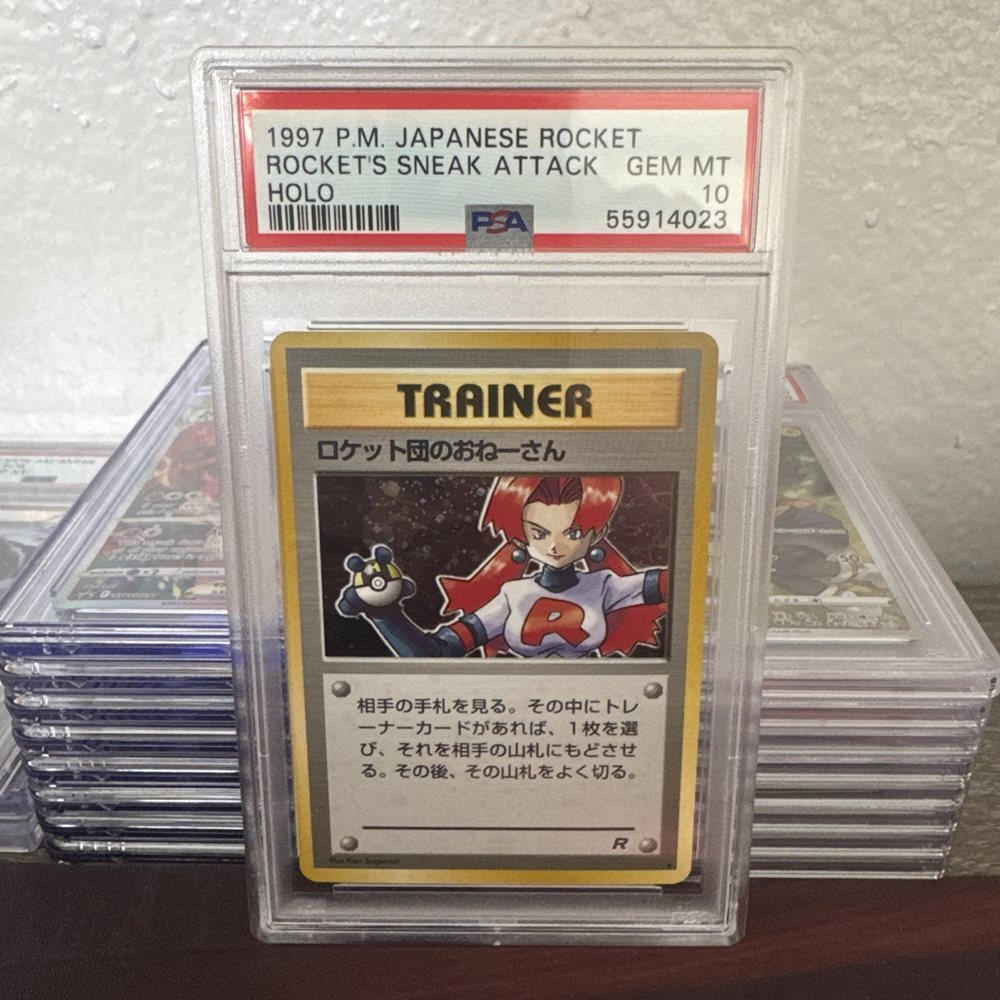 1997 P.M. JAPANESE ROCKET
ROCKET'S SNEAK ATTACK GEM MT
HOLO 10
PSA 55914023
TRAINER
ロケット団のおねーさん
R
相手の手札を見る。その中にトレ
ーナーカードがあれば、1枚を選
び、それを相手の山札にもどさせ
る。その後、その山札をよく切る。
R
Illus. Ken Sugimori